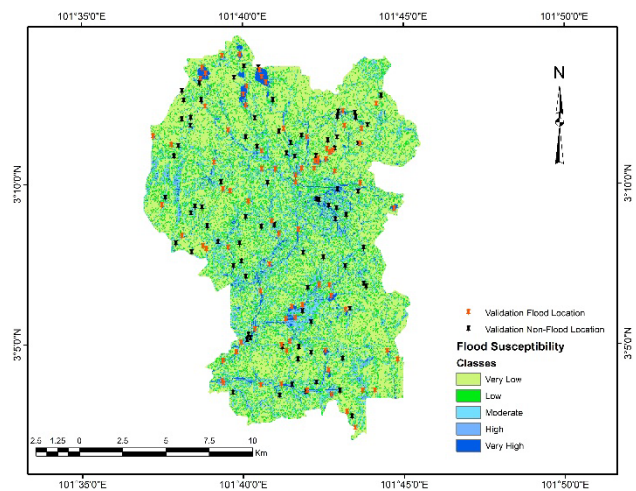 101°35'0"E 101°40'0"E 101°45'0"E 101°50'0"E
N
3°10'0"N 3°10'0"N
Validation Flood Location
Validation Non-Flood Location
3°5'0"N 3°5'0"N
Flood Susceptibility
Classes
Very Low
Low
Moderate
High
Vary High
2.5 1.25 0 2.5 5 7.5 10
Km
101°35'0"E 101°40'0"E 101°45'0"E 101°50'0"E